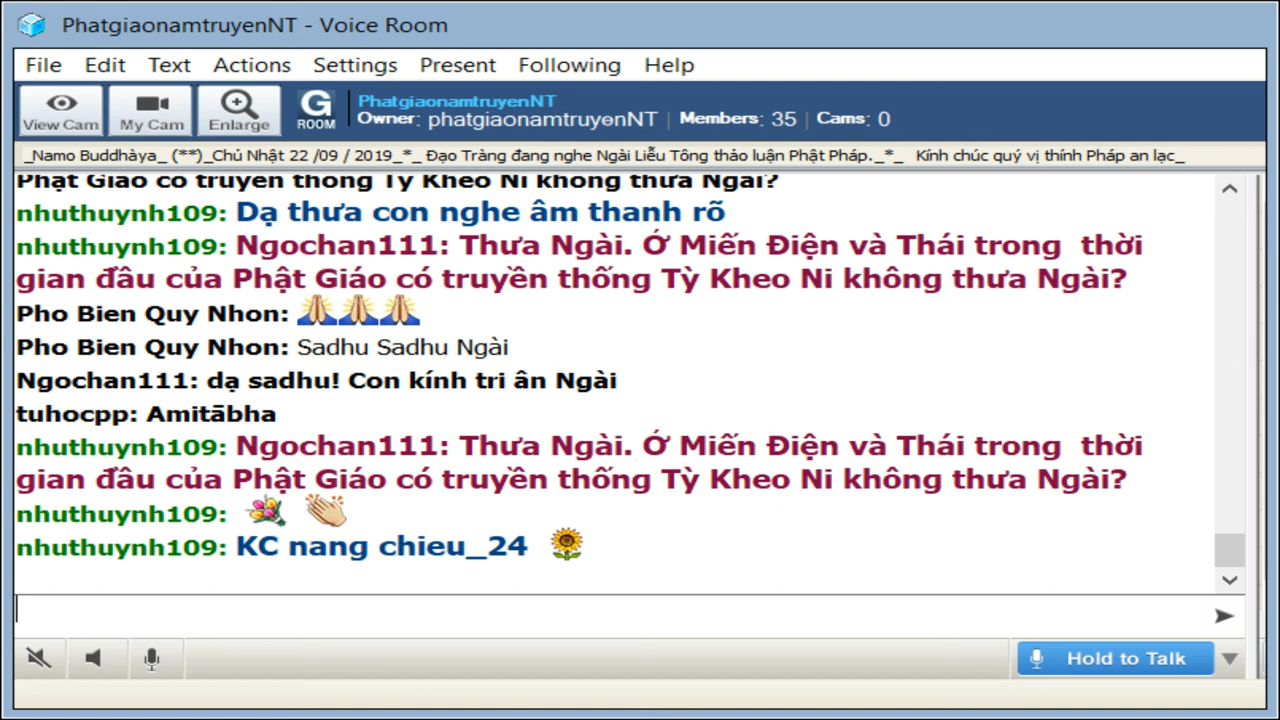 PhatgiaonamtruyenNT - Voice Room
File Edit Text Actions Settings Present Following Help
View Cam My Cam Enlarge G ROOM
PhatgiaonamtruyenNT
Owner: phatgiaonamtruyenNT | Members: 35 | Cams: 0
_Namo Buddhàya_ (**)_Chủ Nhật 22 /09 / 2019_*_ Đạo Tràng đang nghe Ngài Liễu Tông thảo luận Phật Pháp._*_ Kính chúc quý vị thính Pháp an lạc_
Phật Giáo có truyền thống Tỳ Kheo Ni không thưa Ngài?
nhuthuynh109: Dạ thưa con nghe âm thanh rõ
nhuthuynh109: Ngochan111: Thưa Ngài. Ở Miến Điện và Thái trong thời
gian đầu của Phật Giáo có truyền thống Tỳ Kheo Ni không thưa Ngài?
Pho Bien Quy Nhon:
Pho Bien Quy Nhon: Sadhu Sadhu Ngài
Ngochan111: dạ sadhu! Con kính tri ân Ngài
tuhocpp: Amitābha
nhuthuynh109: Ngochan111: Thưa Ngài. Ở Miến Điện và Thái trong thời
gian đầu của Phật Giáo có truyền thống Tỳ Kheo Ni không thưa Ngài?
nhuthuynh109:
nhuthuynh109: KC nang chieu_24
Hold to Talk